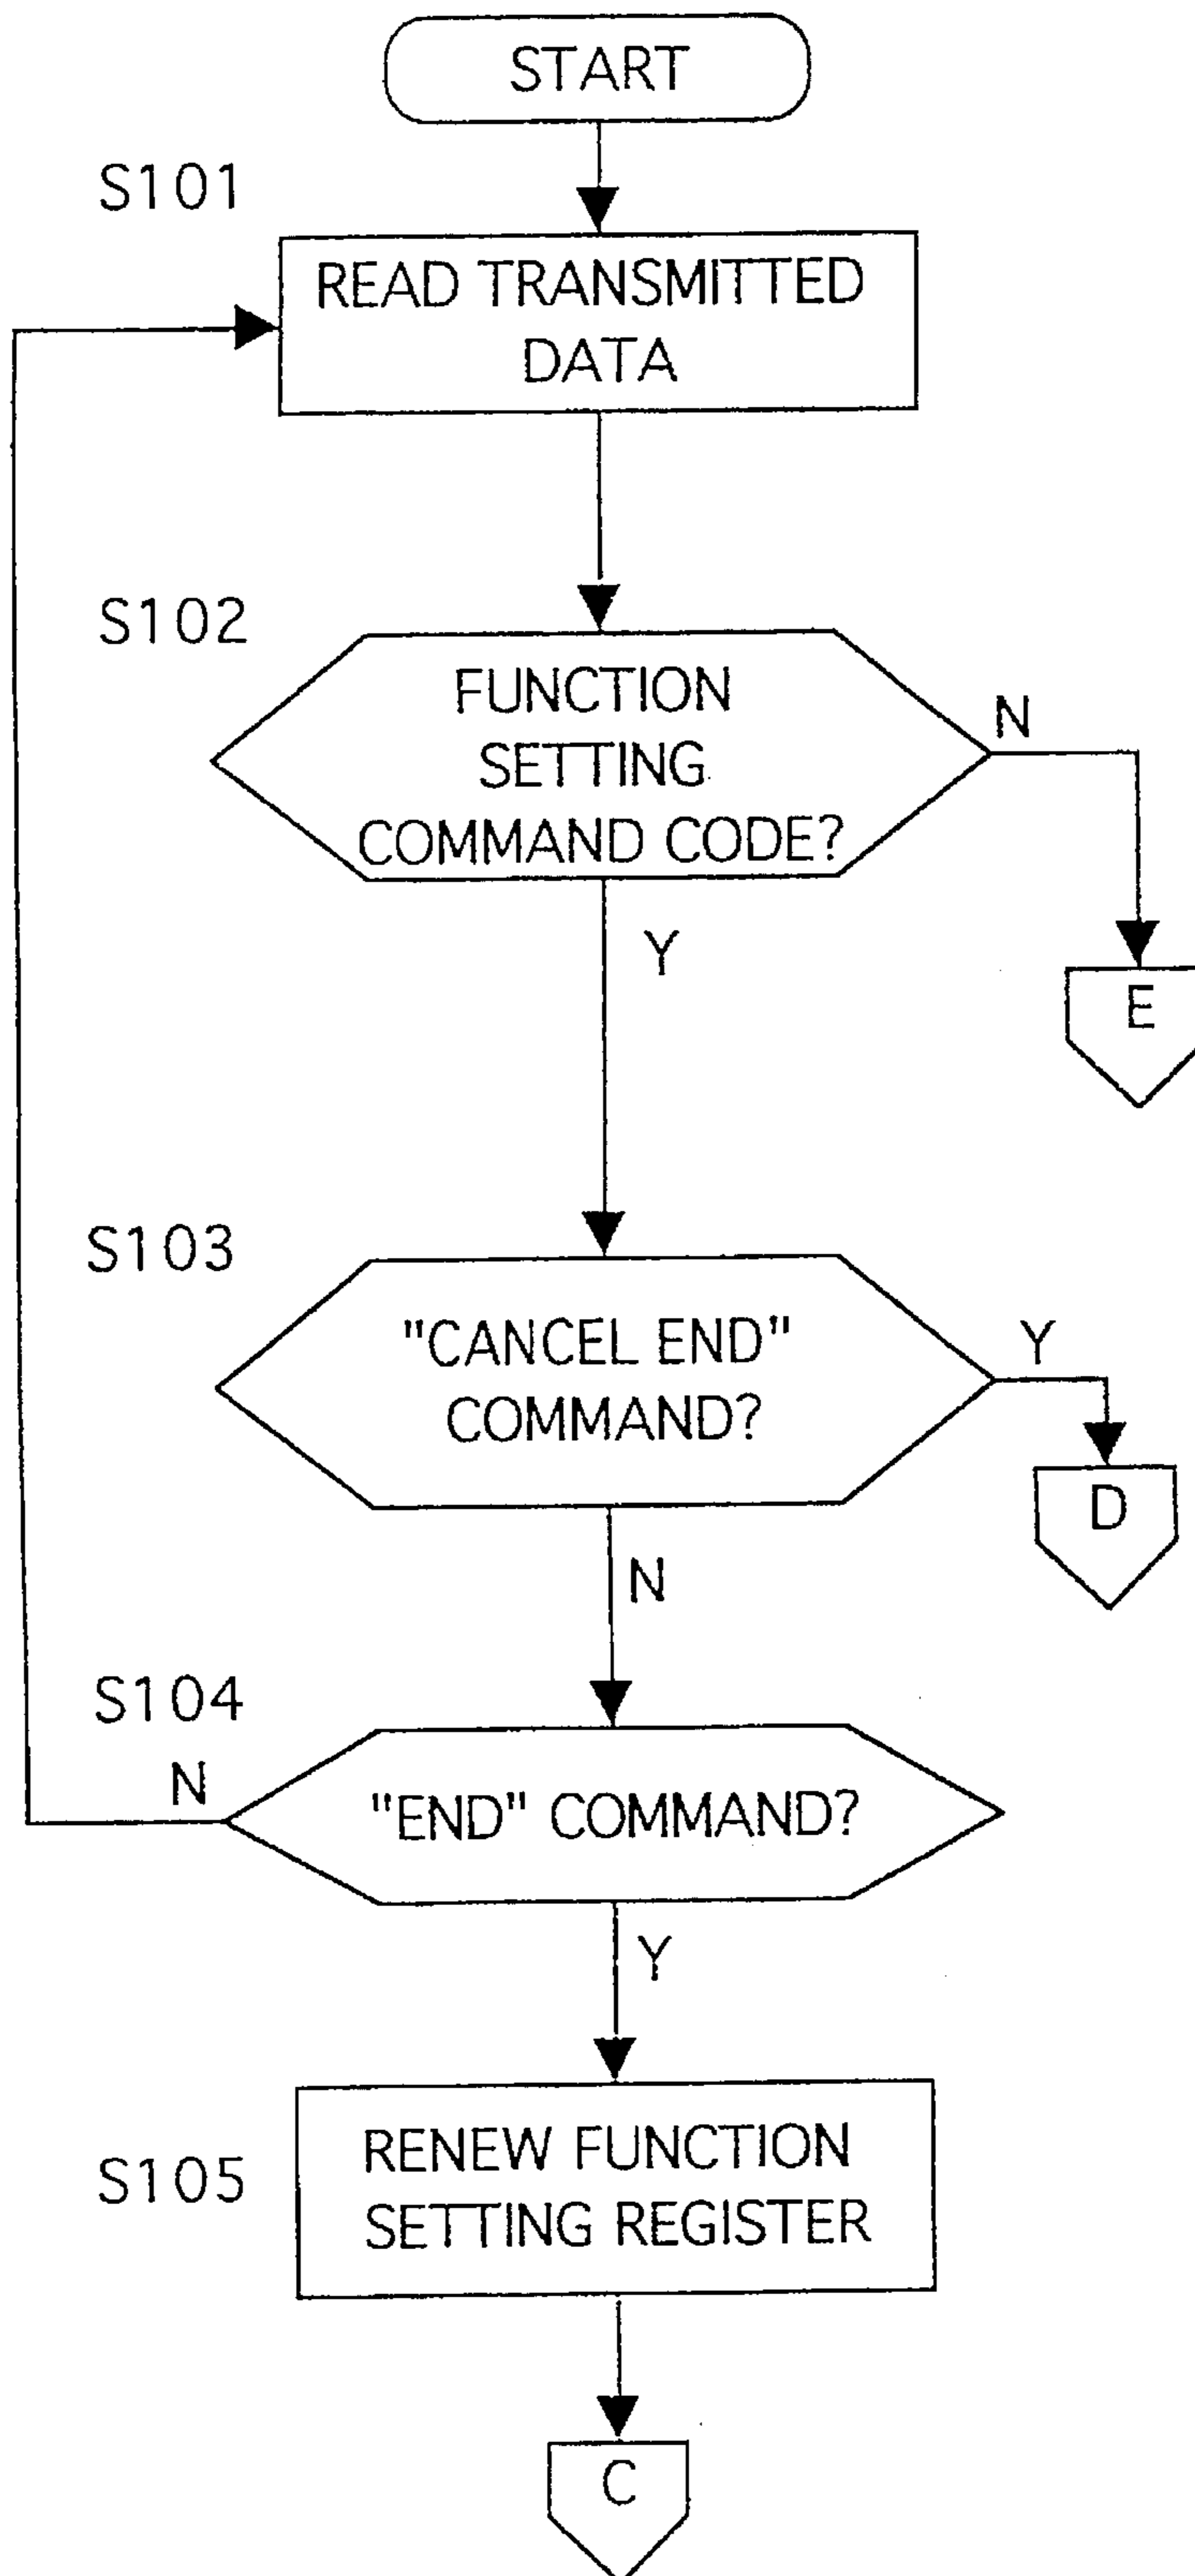 START
S101
READ TRANSMITTED
DATA
S102
FUNCTION
SETTING
COMMAND CODE?
N
Y
E
S103
"CANCEL END"
COMMAND?
Y
D
N
S104
N
"END" COMMAND?
Y
S105
RENEW FUNCTION
SETTING REGISTER
C